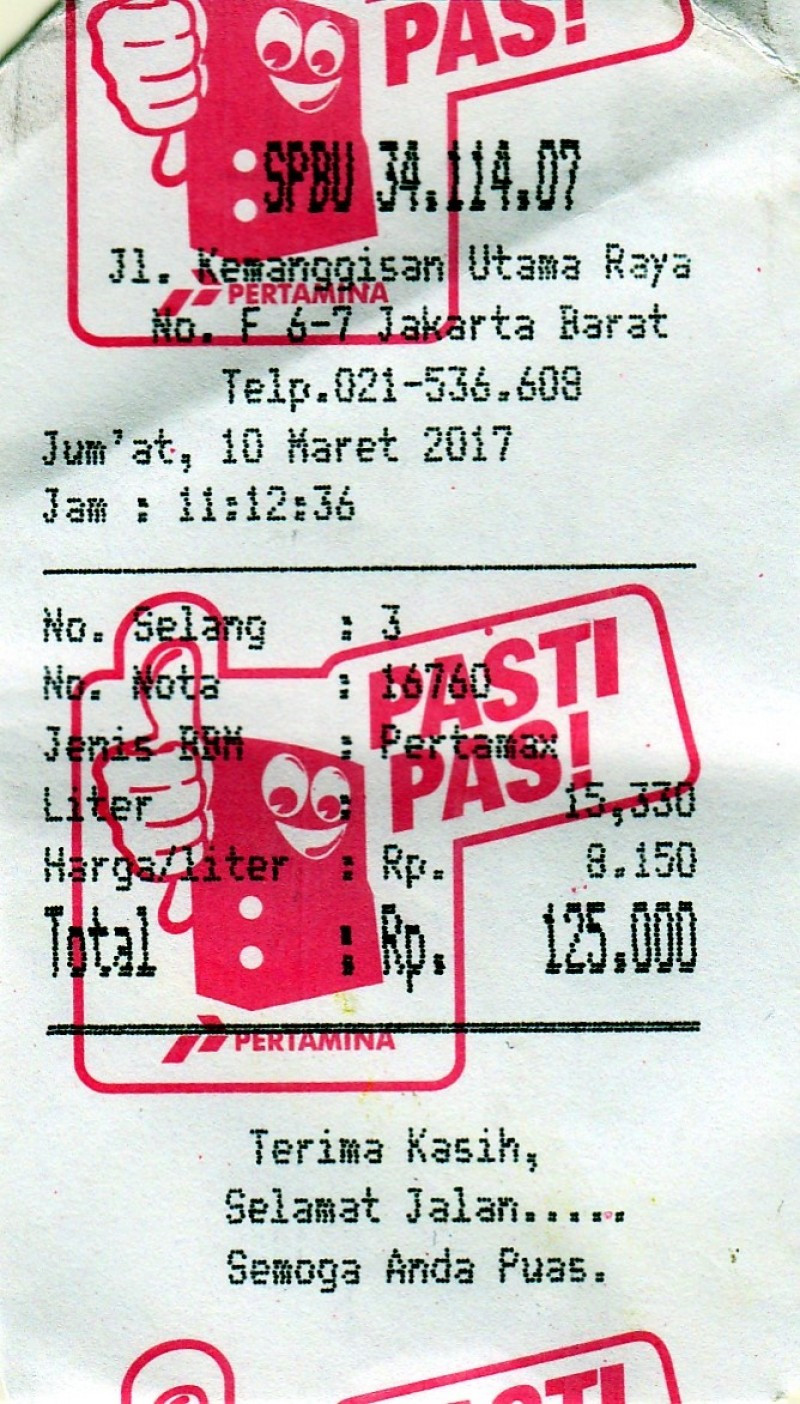 PAS!
SPBU 34.114.07
Jl. Kemanggisan Utama Raya
PERTAMINA
No. F 6-7 Jakarta Barat
Telp.021-536.608
Jum'at, 10 Maret 2017
Jam : 11:12:36
No. Selang : 3
No. Nota : 16760
PASTI
Jenis BBM : Pertamax
PAS!
Liter : 15,330
Harga/liter : Rp. 8.150
Total : Rp. 125.000
PERTAMINA
Terima Kasih,
Selamat Jalan.....
Semoga Anda Puas.
PASTI